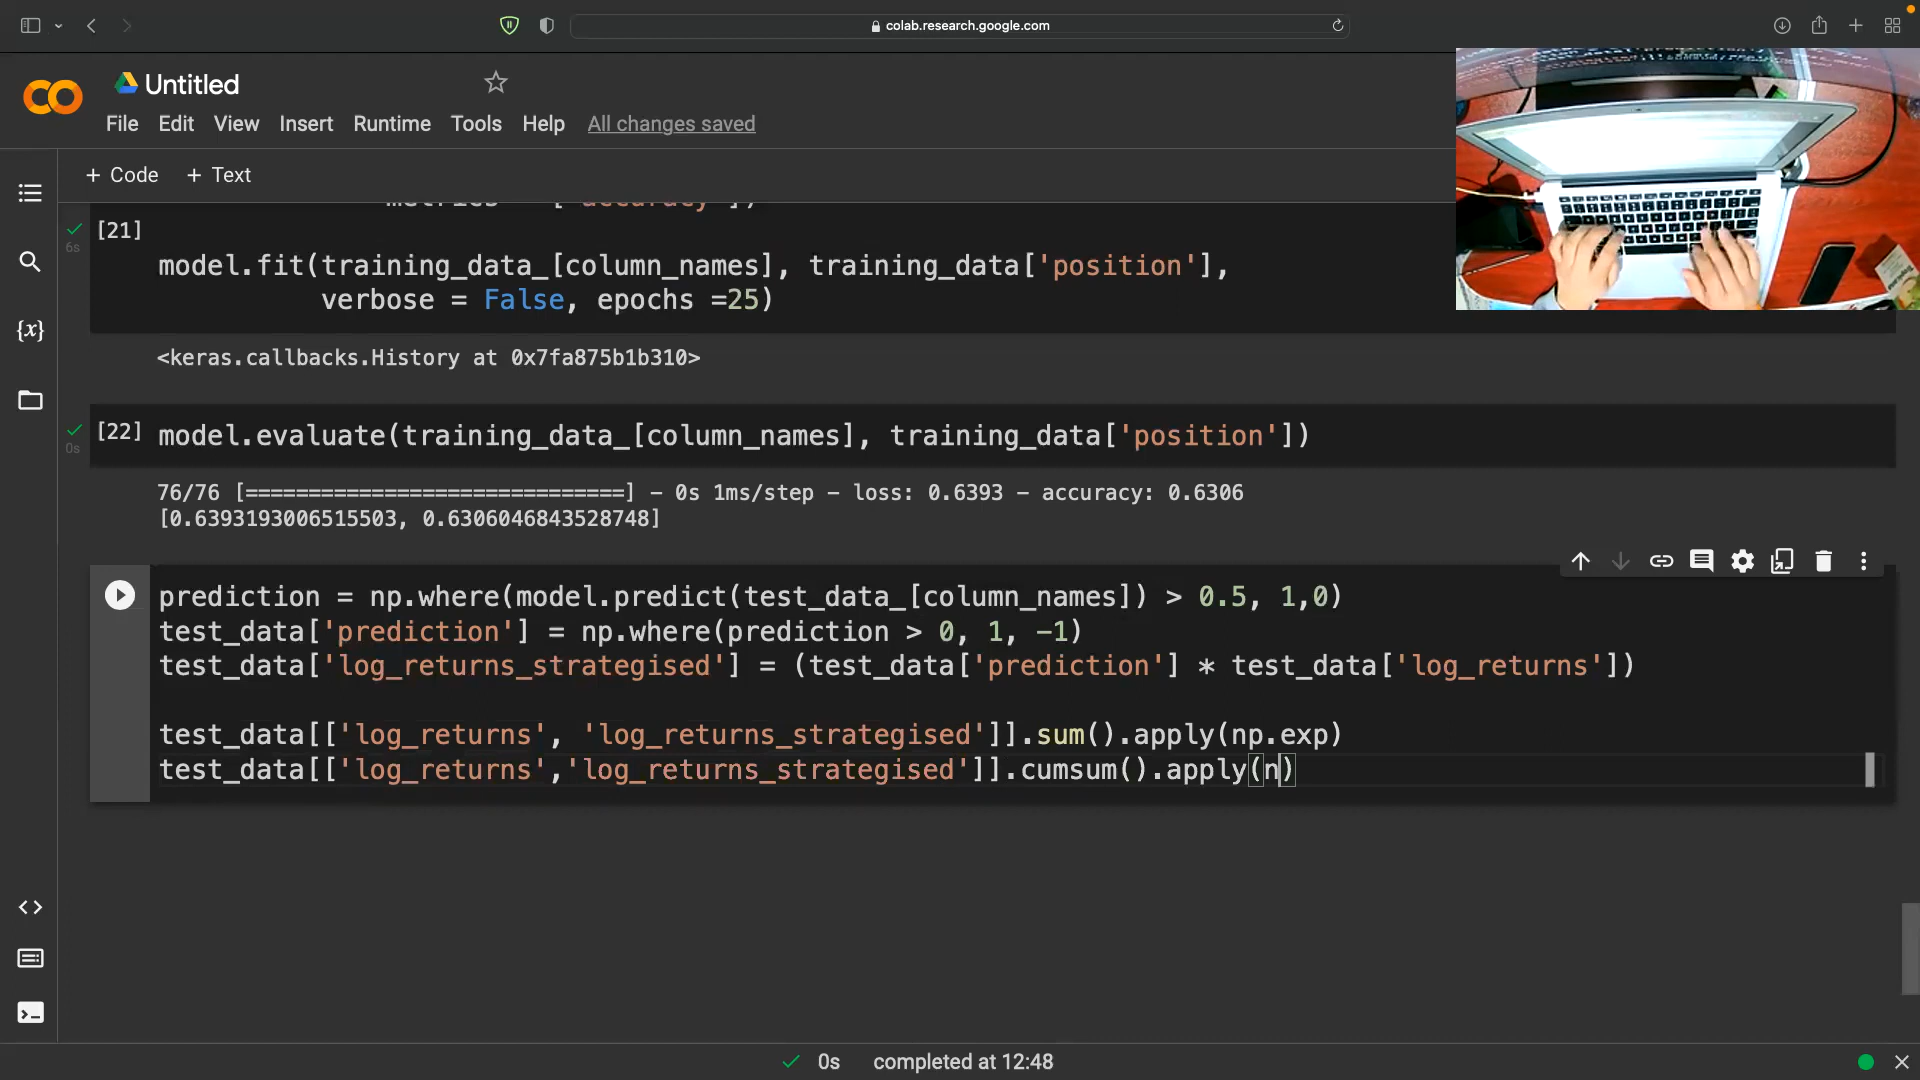 colab.research.google.com
Untitled
File Edit View Insert Runtime Tools Help All changes saved
+ Code + Text
[21]
6s
model.fit(training_data_[column_names], training_data['position'],
verbose = False, epochs =25)
<keras.callbacks.History at 0x7fa875b1b310>
[22] model.evaluate(training_data_[column_names], training_data['position'])
0s
76/76 [==============================] - 0s 1ms/step - loss: 0.6393 - accuracy: 0.6306
[0.6393193006515503, 0.6306046843528748]
prediction = np.where(model.predict(test_data_[column_names]) > 0.5, 1,0)
test_data['prediction'] = np.where(prediction > 0, 1, -1)
test_data['log_returns_strategised'] = (test_data['prediction'] * test_data['log_returns'])
test_data[['log_returns', 'log_returns_strategised']].sum().apply(np.exp)
test_data[['log_returns','log_returns_strategised']].cumsum().apply(n)
0s completed at 12:48